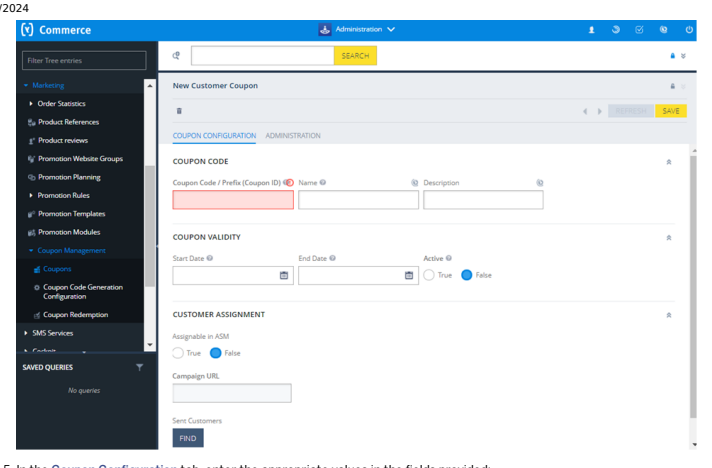 /2024
(y) Commerce
Administration
Filter Tree entries
SEARCH
Marketing
Order Statistics
Product References
Product reviews
Promotion Website Groups
Promotion Planning
Promotion Rules
Promotion Templates
Promotion Modules
Coupon Management
Coupons
Coupon Code Generation
Configuration
Coupon Redemption
SMS Services
Cockpit
SAVED QUERIES
No queries
New Customer Coupon
REFRESH SAVE
COUPON CONFIGURATION ADMINISTRATION
COUPON CODE
Coupon Code / Prefix (Coupon ID) Name Description
COUPON VALIDITY
Start Date End Date Active
True False
CUSTOMER ASSIGNMENT
Assignable in ASM
True False
Campaign URL
Sent Customers
FIND
5. In the Coupon Configuration tab, enter the appropriate values in the fields provided: